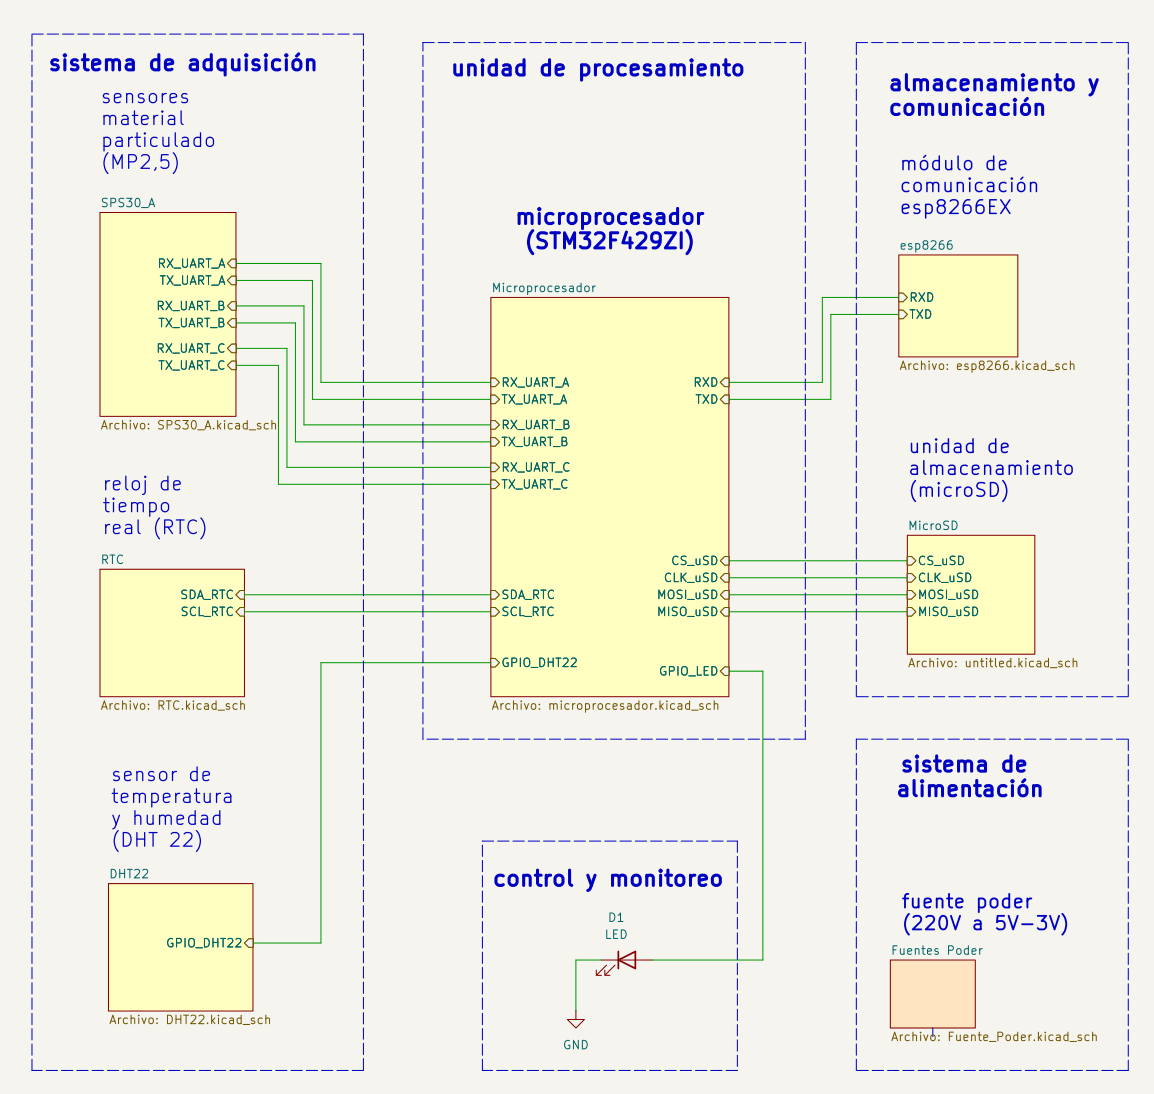 sistema de adquisición
sensores
material
particulado
(MP2,5)
SPS30_A
RX_UART_A
TX_UART_A
RX_UART_B
TX_UART_B
RX_UART_C
TX_UART_C
Archivo: SPS30_A.kicad_sch
reloj de
tiempo
real (RTC)
RTC
SDA_RTC
SCL_RTC
Archivo: RTC.kicad_sch
sensor de
temperatura
y humedad
(DHT 22)
DHT22
GPIO_DHT22
Archivo: DHT22.kicad_sch
unidad de procesamiento
microprocesador
(STM32F429ZI)
Microprocesador
RX_UART_A
TX_UART_A
RX_UART_B
TX_UART_B
RX_UART_C
TX_UART_C
SDA_RTC
SCL_RTC
GPIO_DHT22
RXD
TXD
CS_uSD
CLK_uSD
MOSI_uSD
MISO_uSD
GPIO_LED
Archivo: microprocesador.kicad_sch
control y monitoreo
D1
LED
GND
almacenamiento y
comunicación
módulo de
comunicación
esp8266EX
esp8266
RXD
TXD
Archivo: esp8266.kicad_sch
unidad de
almacenamiento
(microSD)
MicroSD
CS_uSD
CLK_uSD
MOSI_uSD
MISO_uSD
Archivo: untitled.kicad_sch
sistema de
alimentación
fuente poder
(220V a 5V-3V)
Fuentes Poder
Archivo: Fuente_Poder.kicad_sch